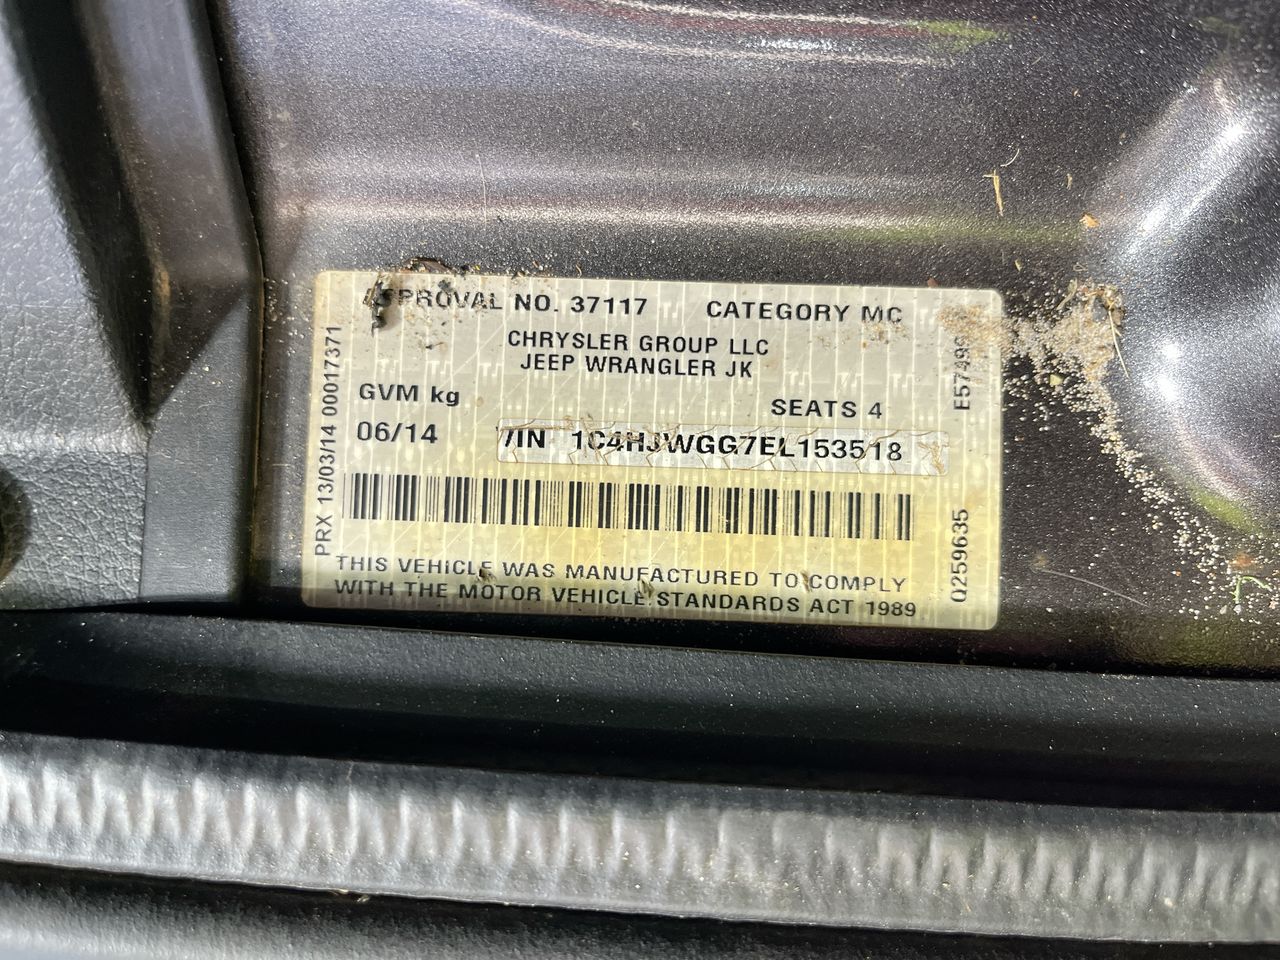 APPROVAL NO. 37117 CATEGORY MC
CHRYSLER GROUP LLC
JEEP WRANGLER JK
GVM kg
SEATS 4
06/14
VIN 1C4HJWGG7EL153518
THIS VEHICLE WAS MANUFACTURED TO COMPLY
WITH THE MOTOR VEHICLE STANDARDS ACT 1989
PRX 13/03/14 00017371
Q259635